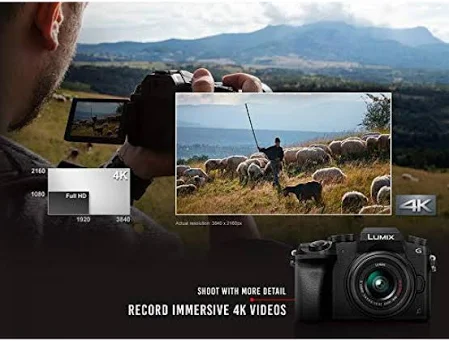 2160
4K
1080
Full HD
1920 3840
Actual resolution: 3840 x 2160px
4K
LUMIX
G
SHOOT WITH MORE DETAIL
RECORD IMMERSIVE 4K VIDEOS